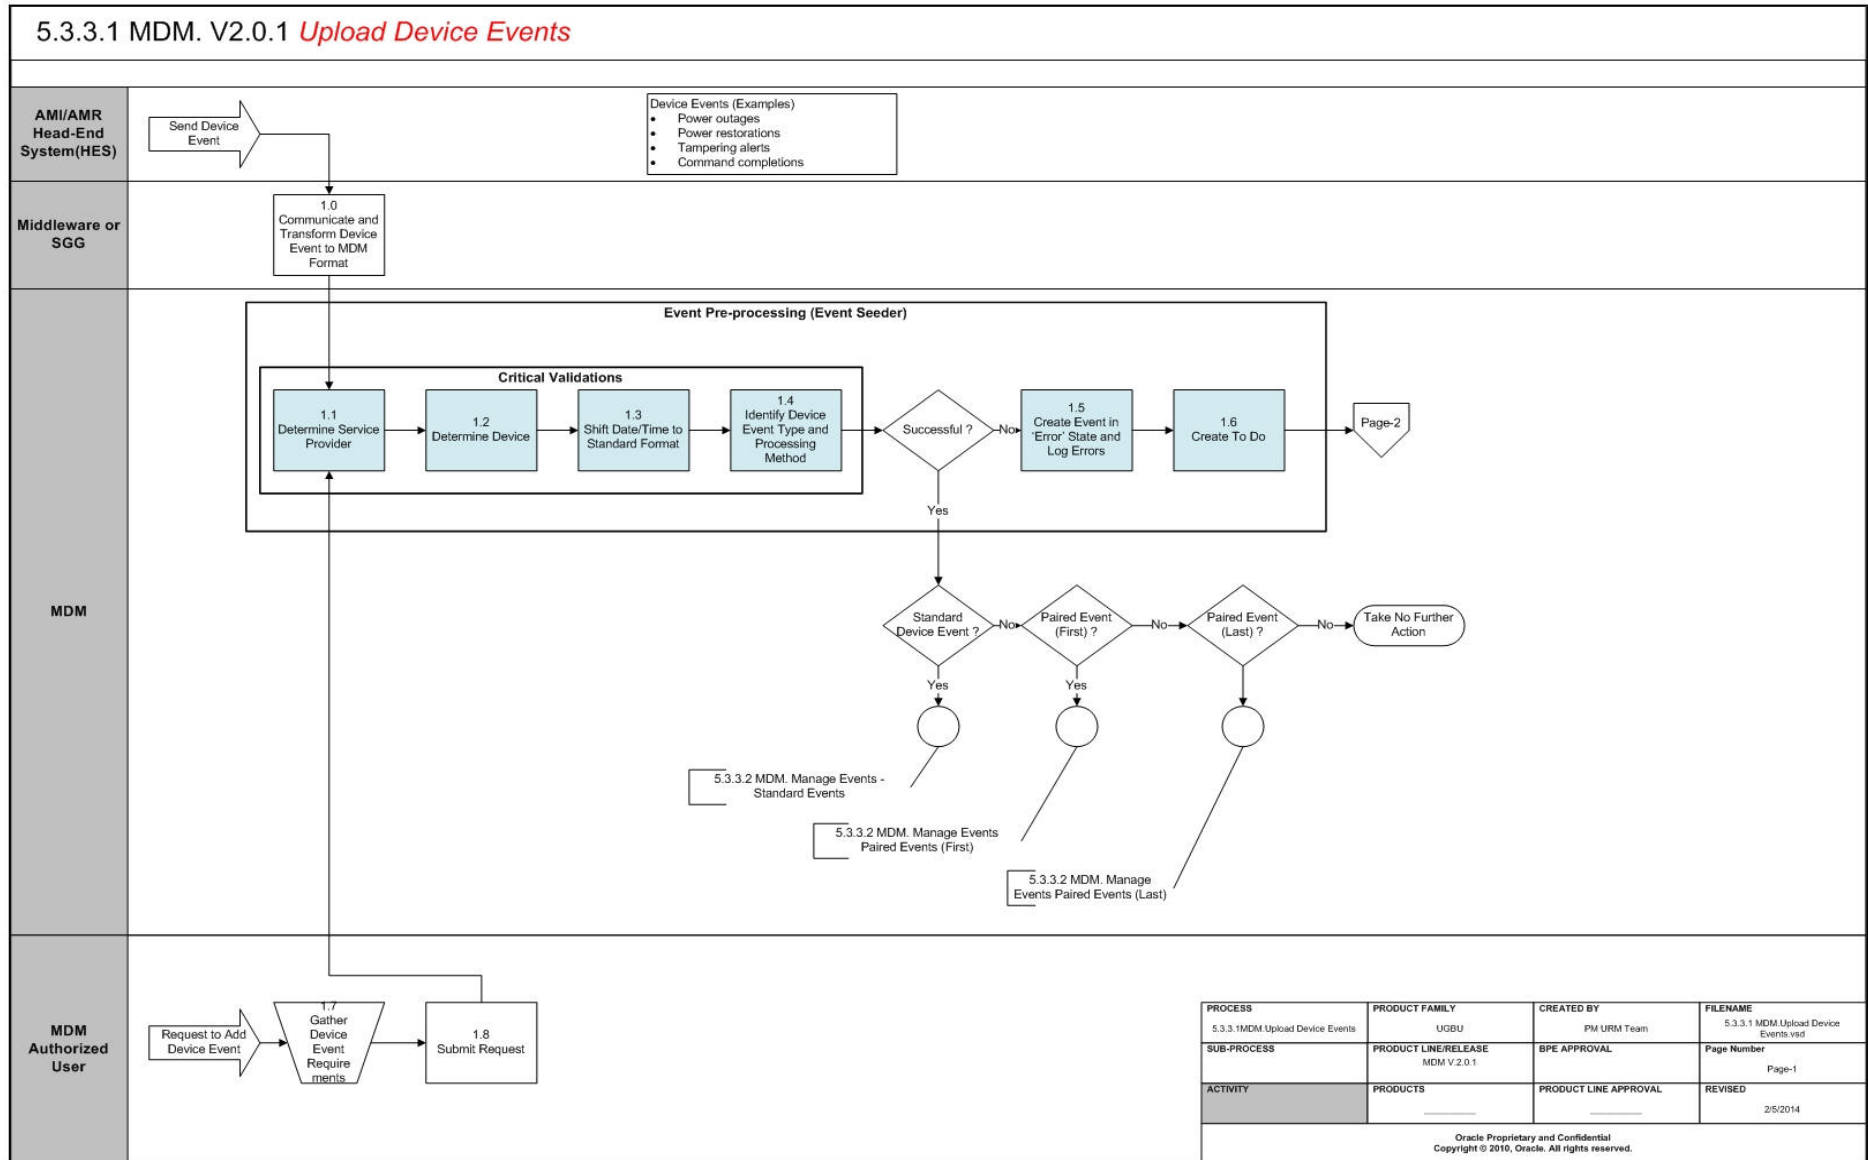 5.3.3.1 MDM. V2.0.1 Upload Device Events
AMI/AMR
Head-End
System(HES)
Send Device
Event
Device Events (Examples)
• Power outages
• Power restorations
• Tampering alerts
• Command completions
Middleware or
SGG
1.0
Communicate and
Transform Device
Event to MDM
Format
MDM
Event Pre-processing (Event Seeder)
Critical Validations
1.1
Determine Service
Provider
1.2
Determine Device
1.3
Shift Date/Time to
Standard Format
1.4
Identify Device
Event Type and
Processing
Method
Successful ?
No
1.5
Create Event in
'Error' State and
Log Errors
1.6
Create To Do
Page-2
Yes
Standard
Device Event ?
No
Paired Event
(First) ?
No
Paired Event
(Last) ?
No
Take No Further
Action
Yes
Yes
5.3.3.2 MDM. Manage Events -
Standard Events
5.3.3.2 MDM. Manage Events
Paired Events (First)
5.3.3.2 MDM. Manage
Events Paired Events (Last)
MDM
Authorized
User
Request to Add
Device Event
1.7
Gather
Device
Event
Require
ments
1.8
Submit Request
PROCESS
5.3.3.1MDM.Upload Device Events
PRODUCT FAMILY
UGBU
CREATED BY
PM URM Team
FILENAME
5.3.3.1 MDM.Upload Device
Events.vsd
SUB-PROCESS
PRODUCT LINE/RELEASE
MDM V.2.0.1
BPE APPROVAL
Page Number
Page-1
ACTIVITY
PRODUCTS
PRODUCT LINE APPROVAL
REVISED
2/5/2014
Oracle Proprietary and Confidential
Copyright © 2010, Oracle. All rights reserved.